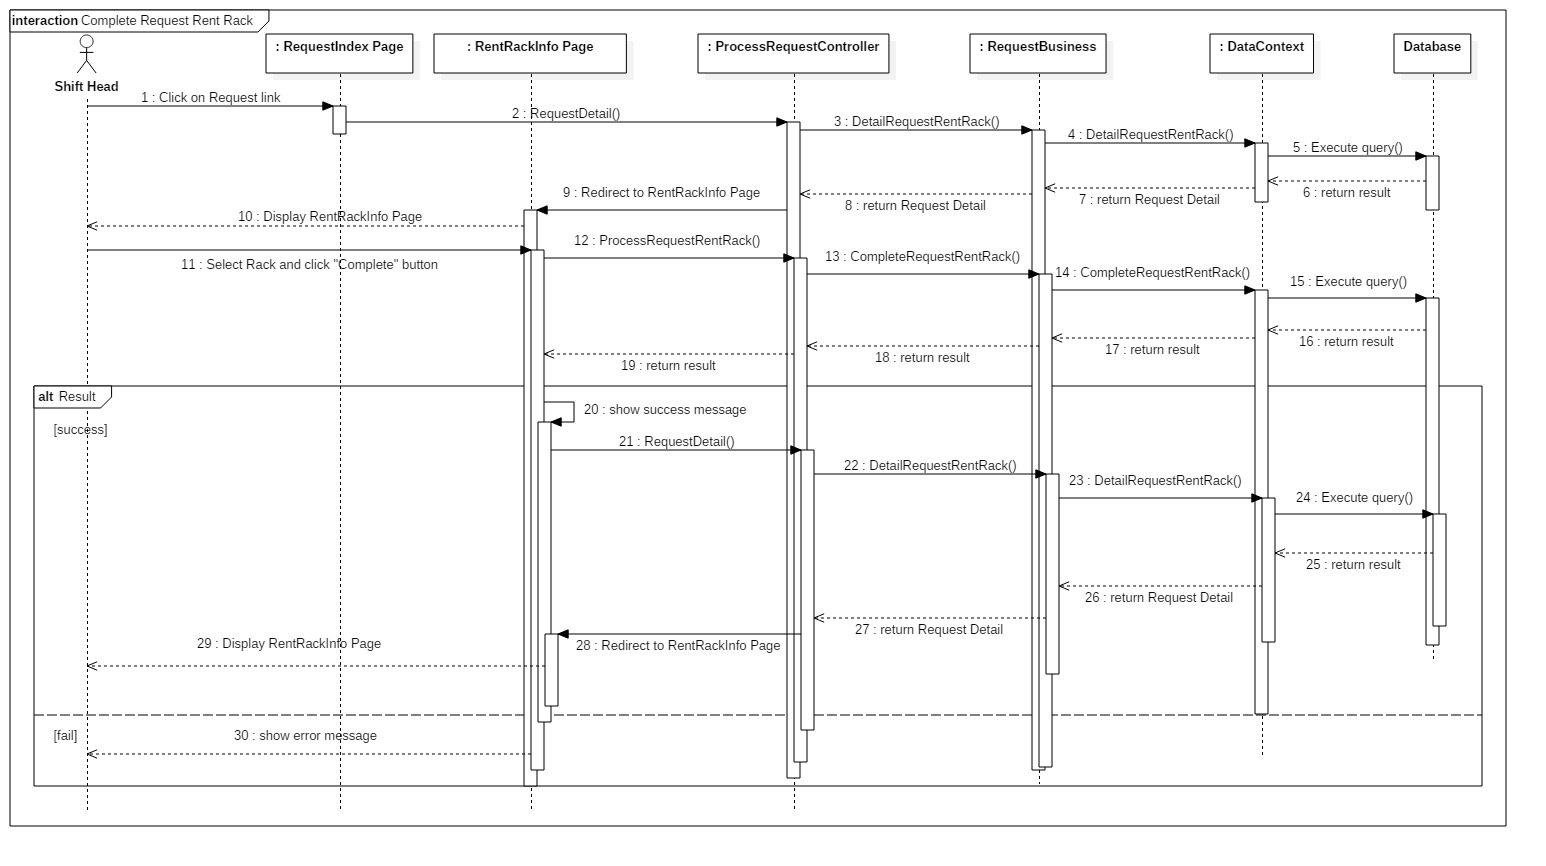 interaction Complete Request Rent Rack
: RequestIndex Page
: RentRackInfo Page
: ProcessRequestController
: RequestBusiness
: DataContext
Database
Shift Head
1 : Click on Request link
2 : RequestDetail()
3 : DetailRequestRentRack()
4 : DetailRequestRentRack()
5 : Execute query()
6 : return result
7 : return Request Detail
8 : return Request Detail
9 : Redirect to RentRackInfo Page
10 : Display RentRackInfo Page
11 : Select Rack and click "Complete" button
12 : ProcessRequestRentRack()
13 : CompleteRequestRentRack()
14 : CompleteRequestRentRack()
15 : Execute query()
16 : return result
17 : return result
18 : return result
19 : return result
alt Result
[success]
20 : show success message
21 : RequestDetail()
22 : DetailRequestRentRack()
23 : DetailRequestRentRack()
24 : Execute query()
25 : return result
26 : return Request Detail
27 : return Request Detail
28 : Redirect to RentRackInfo Page
29 : Display RentRackInfo Page
[fail]
30 : show error message